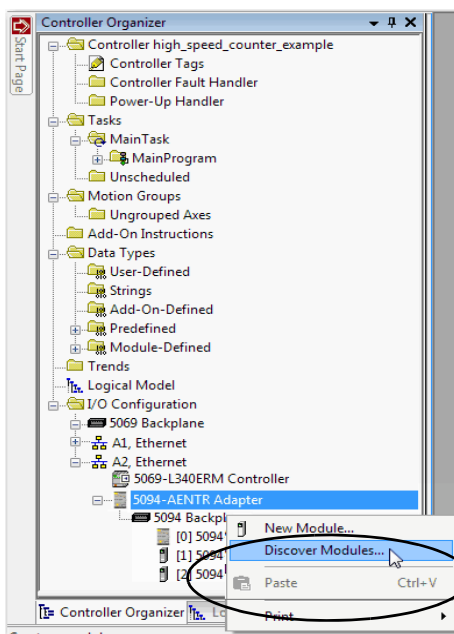 Controller Organizer
Start Page
Controller high_speed_counter_example
Controller Tags
Controller Fault Handler
Power-Up Handler
Tasks
MainTask
MainProgram
Unscheduled
Motion Groups
Ungrouped Axes
Add-On Instructions
Data Types
User-Defined
Strings
Add-On-Defined
Predefined
Module-Defined
Trends
Logical Model
I/O Configuration
5069 Backplane
A1, Ethernet
A2, Ethernet
5069-L340ERM Controller
5094-AENTR Adapter
5094 Backpl
[0] 5094
[1] 5094
[2] 5094
New Module...
Discover Modules...
Paste Ctrl+V
Print
Controller Organizer